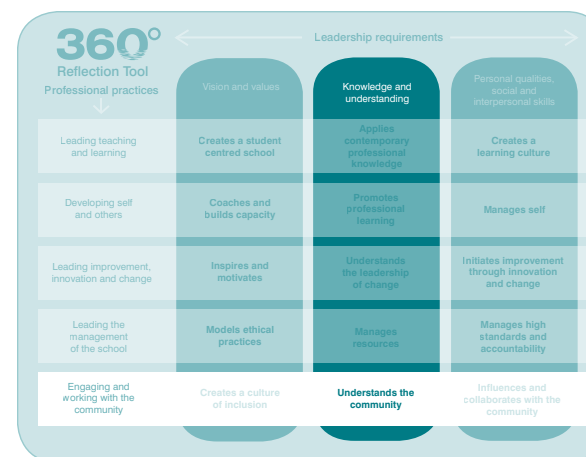 360°
Reflection Tool
Leadership requirements
Professional practices
Vision and values
Knowledge and
understanding
Personal qualities,
social and
interpersonal skills
Leading teaching
and learning
Creates a student
centred school
Applies
contemporary
professional
knowledge
Creates a
learning culture
Developing self
and others
Coaches and
builds capacity
Promotes
professional
learning
Manages self
Leading improvement,
innovation and change
Inspires and
motivates
Understands
the leadership
of change
Initiates improvement
through innovation
and change
Leading the
management
of the school
Models ethical
practices
Manages
resources
Manages high
standards and
accountability
Engaging and
working with the
community
Creates a culture
of inclusion
Understands the
community
Influences and
collaborates with the
community